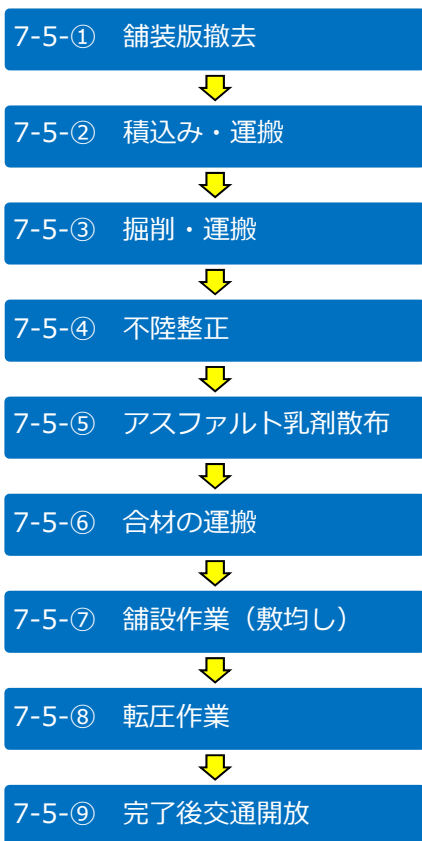 7-5-① 舗装版撤去
7-5-② 積込み・運搬
7-5-③ 掘削・運搬
7-5-④ 不陸整正
7-5-⑤ アスファルト乳剤散布
7-5-⑥ 合材の運搬
7-5-⑦ 舗設作業（敷均し）
7-5-⑧ 転圧作業
7-5-⑨ 完了後交通開放